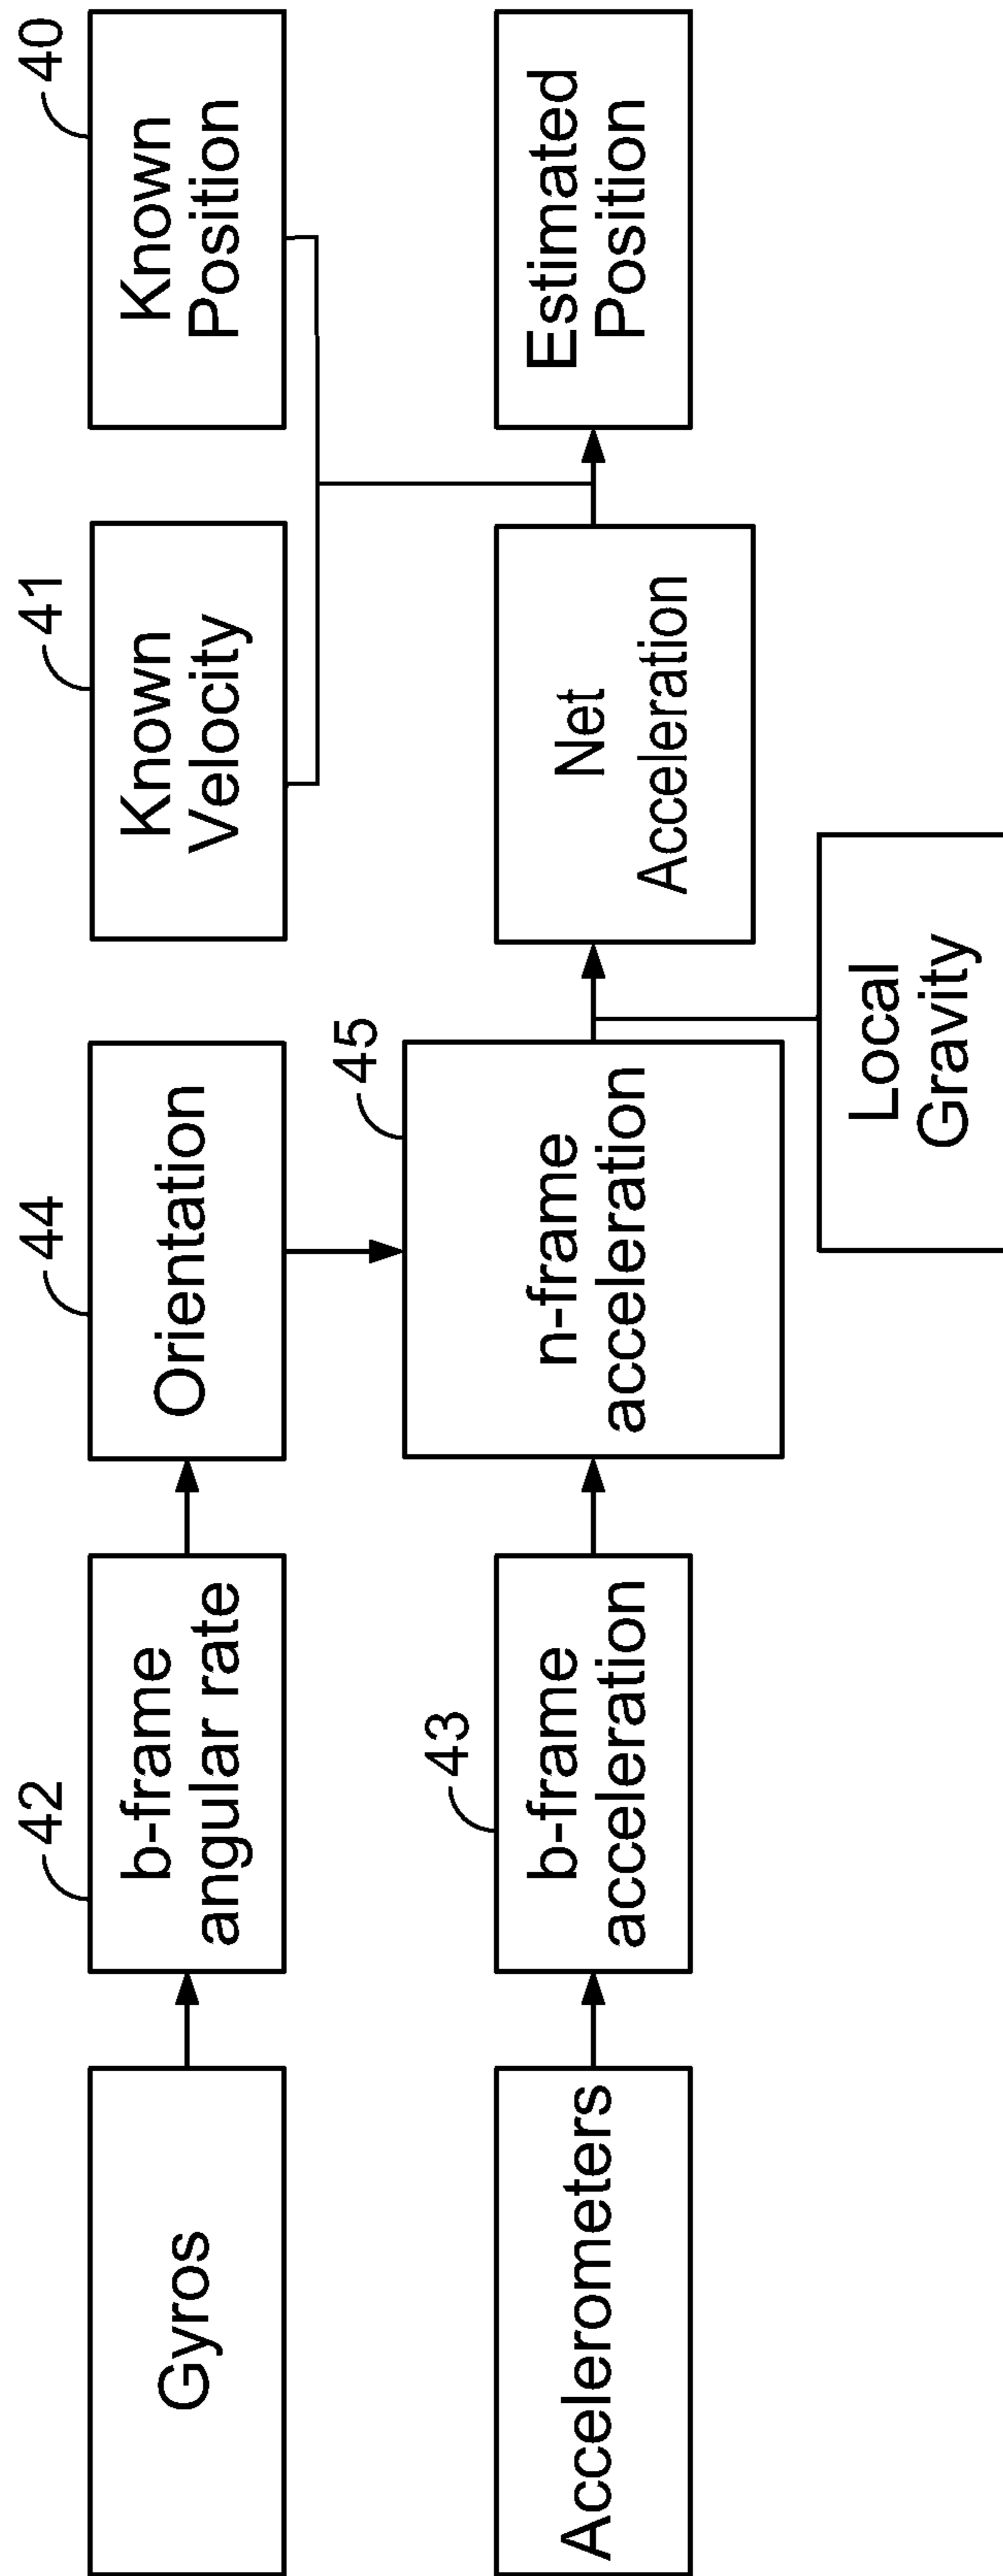 Gyros
42
b-frame
angular rate
44
Orientation
41
Known
Velocity
40
Known
Position
Accelerometers
43
b-frame
acceleration
45
n-frame
acceleration
Net
Acceleration
Estimated
Position
Local
Gravity